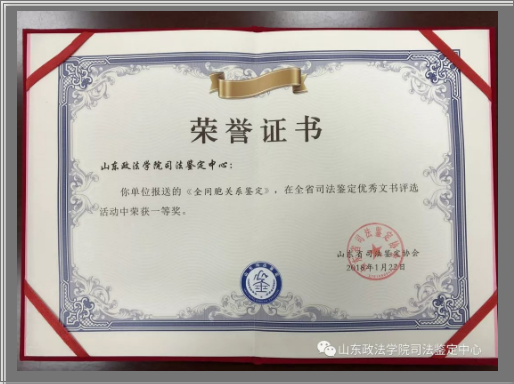 荣誉证书
山东政法学院司法鉴定中心：
你单位报送的《全同胞关系鉴定》，在全省司法鉴定优秀文书评选
活动中荣获一等奖。
山东省司法鉴定协会
山东政法学院司法鉴定中心